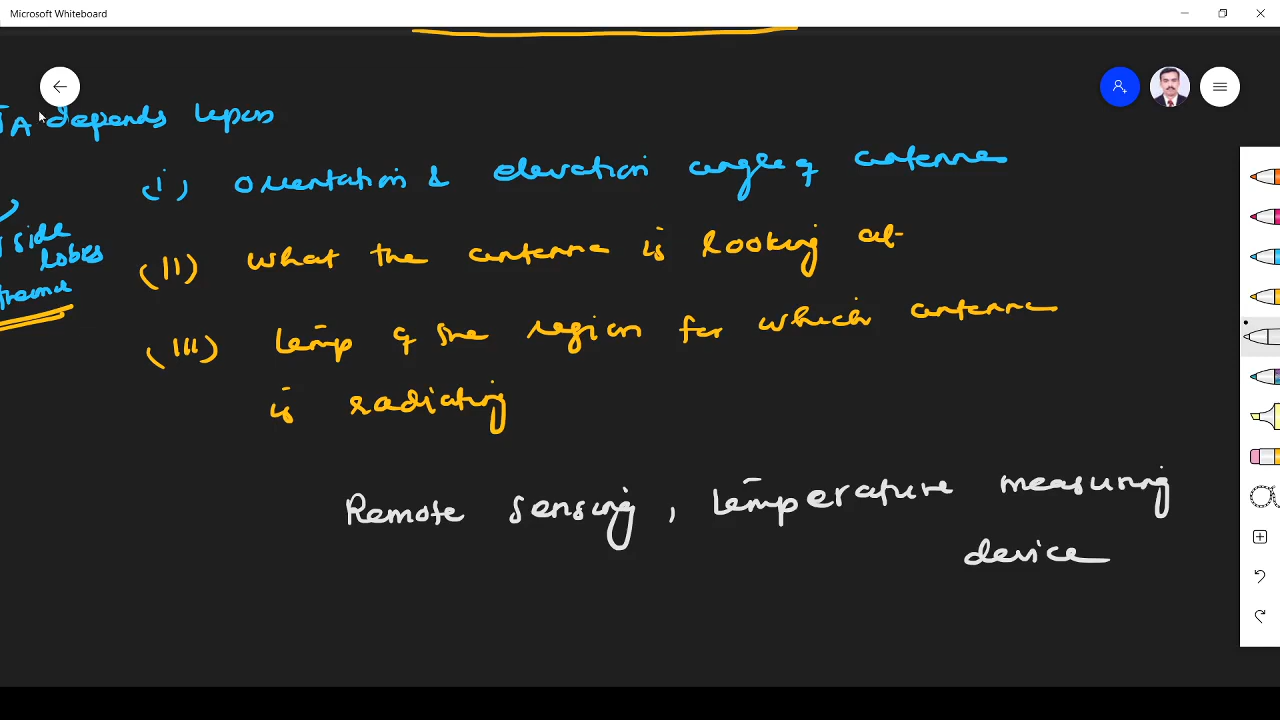 Microsoft Whiteboard
TA depends upon
(i) orientation & elevation angle of antenna
side
lobes
(ii) what the antenna is looking at
(iii) temp of the region for which antenna
is radiating
Remote sensing, temperature measuring
device